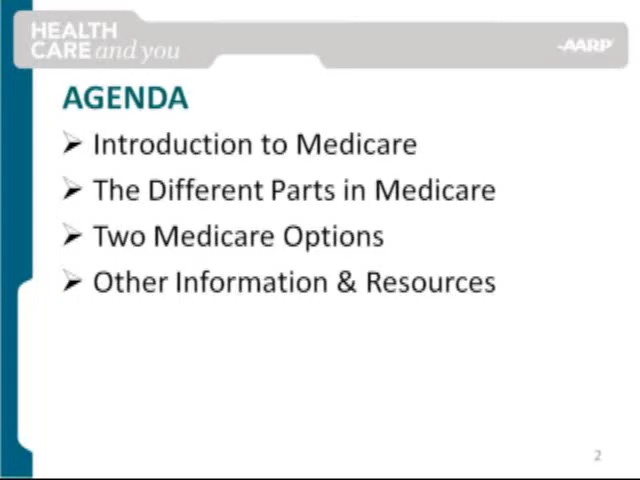 HEALTH
CARE and you
AARP
AGENDA
Introduction to Medicare
The Different Parts in Medicare
Two Medicare Options
Other Information & Resources
2